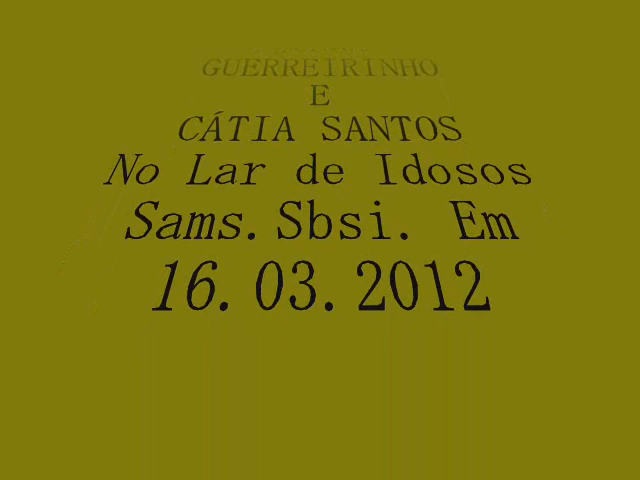 GUERREIRINHO
E
CÁTIA SANTOS
No Lar de Idosos
Sams. Sbsi. Em
16.03.2012